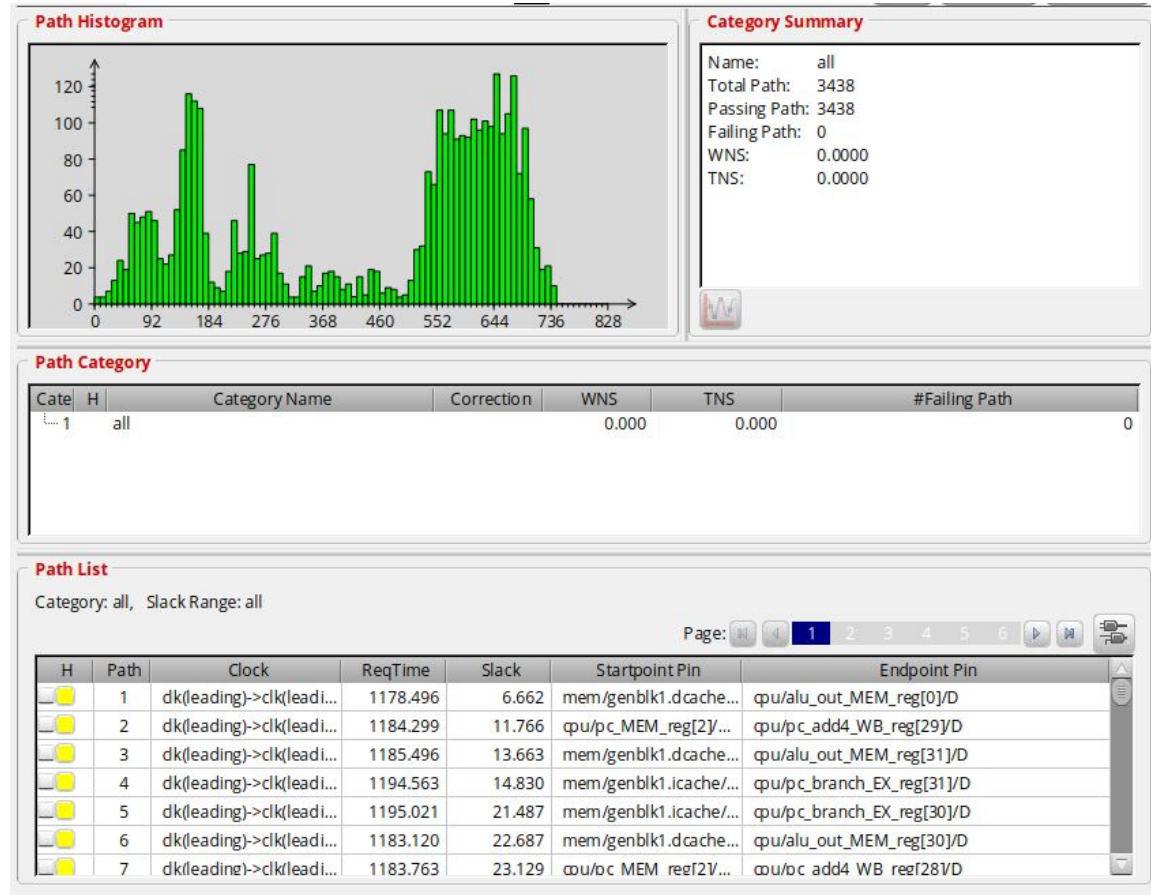 Path Histogram
120
100
80
60
40
20
0
0 92 184 276 368 460 552 644 736 828
Category Summary
Name: all
Total Path: 3438
Passing Path: 3438
Failing Path: 0
WNS: 0.0000
TNS: 0.0000
Path Category
Cate H Category Name Correction WNS TNS #Failing Path
1 all 0.000 0.000 0
Path List
Category: all, Slack Range: all
Page: 1 2 3 4 5 6
H Path Clock ReqTime Slack Startpoint Pin Endpoint Pin
1 clk(leading)->clk(leadi... 1178.496 6.662 mem/genblk1.dcache... cpu/alu_out_MEM_reg[0]/D
2 clk(leading)->clk(leadi... 1184.299 11.766 cpu/pc_MEM_reg[2]/... cpu/pc_add4_WB_reg[29]/D
3 clk(leading)->clk(leadi... 1185.496 13.663 mem/genblk1.dcache... cpu/alu_out_MEM_reg[31]/D
4 clk(leading)->clk(leadi... 1194.563 14.830 mem/genblk1.icache/... cpu/pc_branch_EX_reg[31]/D
5 clk(leading)->clk(leadi... 1195.021 21.487 mem/genblk1.icache/... cpu/pc_branch_EX_reg[30]/D
6 clk(leading)->clk(leadi... 1183.120 22.687 mem/genblk1.dcache... cpu/alu_out_MEM_reg[30]/D
7 clk(leading)->clk(leadi... 1183.763 23.129 cpu/pc_MEM_reg[2]/... cpu/pc_add4_WB_reg[28]/D